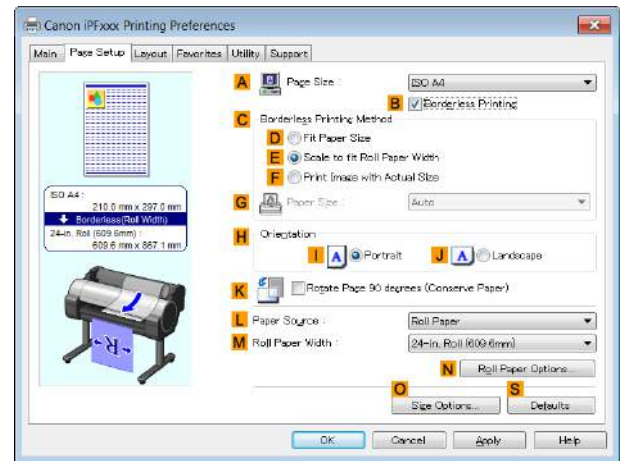 Canon iPFxxx Printing Preferences
Main Page Setup Layout Favorites Utility Support
A Page Size : ISO A4
B Borderless Printing
C Borderless Printing Method
D Fit Paper Size
E Scale to fit Roll Paper Width
F Print Image with Actual Size
G Paper Size : Auto
ISO A4 :
210.0 mm x 297.0 mm
Borderless(Roll Width)
24-in. Roll (609.6mm) :
609.6 mm x 867.1 mm
H Orientation
I A Portrait J A Landscape
K Rotate Page 90 degrees (Conserve Paper)
L Paper Source : Roll Paper
M Roll Paper Width : 24-in. Roll (609.6mm)
R
N Roll Paper Options...
O S
Size Options... Defaults
OK Cancel Apply Help